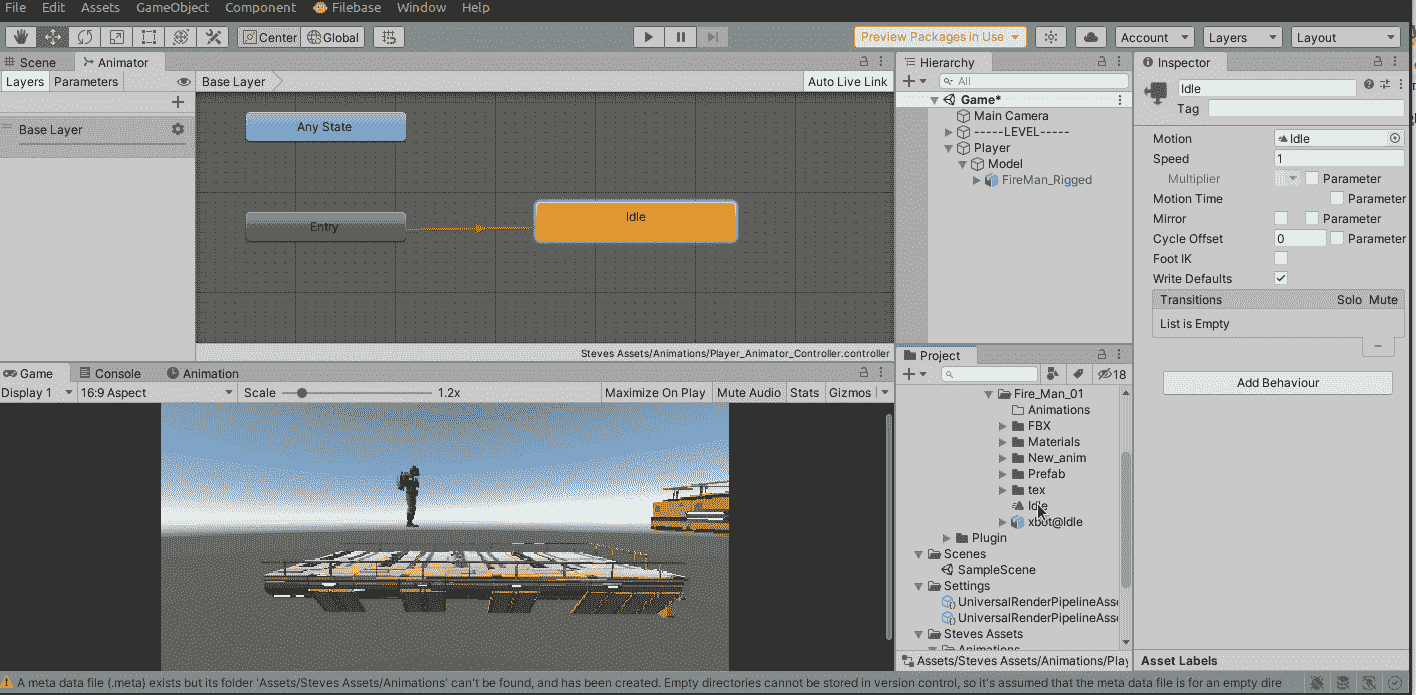 File Edit Assets GameObject Component Filebase Window Help
Center Global Preview Packages in Use Account Layers Layout
Scene Animator
Layers Parameters Base Layer Auto Live Link
Base Layer
Any State
Entry
Idle
Steves Assets/Animations/Player_Animator_Controller.controller
Game Console Animation
Display 1 16:9 Aspect Scale 1.2x Maximize On Play Mute Audio Stats Gizmos
Hierarchy
All
Game*
Main Camera
-----LEVEL-----
Player
Model
FireMan_Rigged
Project
18
Fire_Man_01
Animations
FBX
Materials
New_anim
Prefab
tex
Idle
xbot@Idle
Plugin
Scenes
SampleScene
Settings
UniversalRenderPipelineAsse
UniversalRenderPipelineAsse
Steves Assets
Animations
Assets/Steves Assets/Animations/Play
Inspector
Idle
Tag
Motion Idle
Speed 1
Multiplier Parameter
Motion Time Parameter
Mirror Parameter
Cycle Offset 0 Parameter
Foot IK
Write Defaults
Transitions Solo Mute
List is Empty
Add Behaviour
Asset Labels
A meta data file (.meta) exists but its folder 'Assets/Steves Assets/Animations' can't be found, and has been created. Empty directories cannot be stored in version control, so it's assumed that the meta data file is for an empty dire